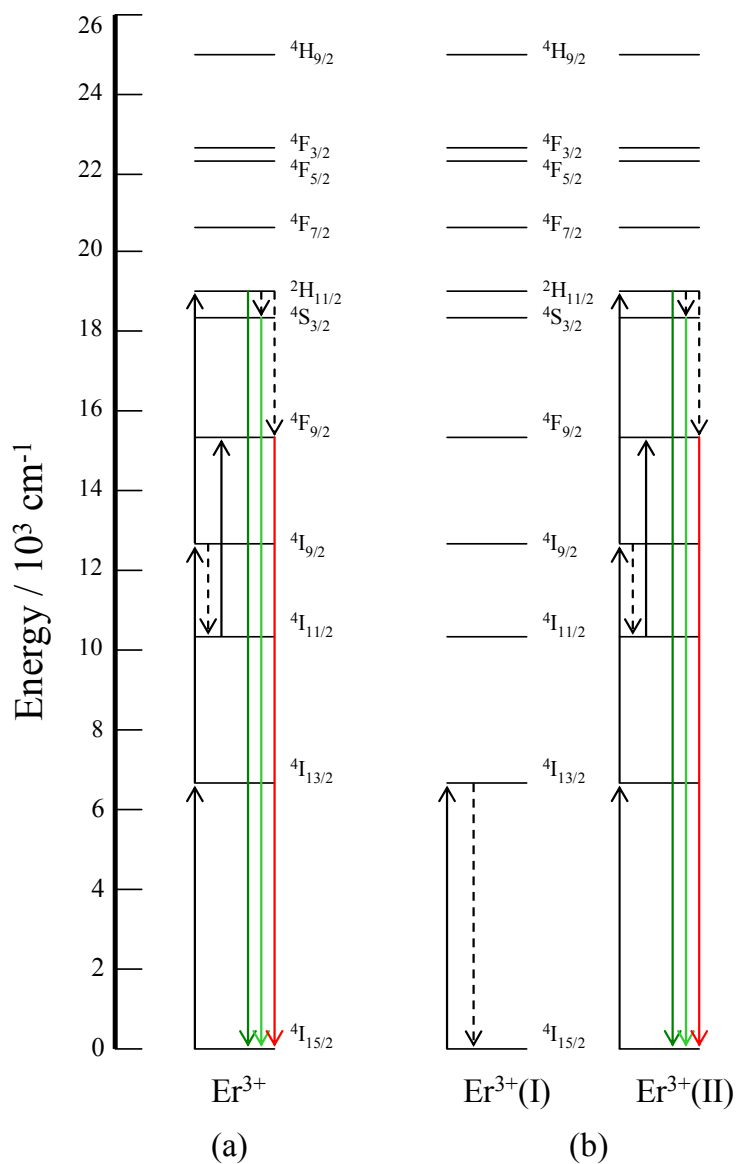 Energy / 10³ cm⁻¹
26
24
22
20
18
16
14
12
10
8
6
4
2
0
⁴H₉/₂
⁴F₃/₂
⁴F₅/₂
⁴F₇/₂
²H₁₁/₂
⁴S₃/₂
⁴F₉/₂
⁴I₉/₂
⁴I₁₁/₂
⁴I₁₃/₂
⁴I₁₅/₂
Er³⁺
(a)
⁴H₉/₂
⁴F₃/₂
⁴F₅/₂
⁴F₇/₂
²H₁₁/₂
⁴S₃/₂
⁴F₉/₂
⁴I₉/₂
⁴I₁₁/₂
⁴I₁₃/₂
⁴I₁₅/₂
Er³⁺(I) Er³⁺(II)
(b)